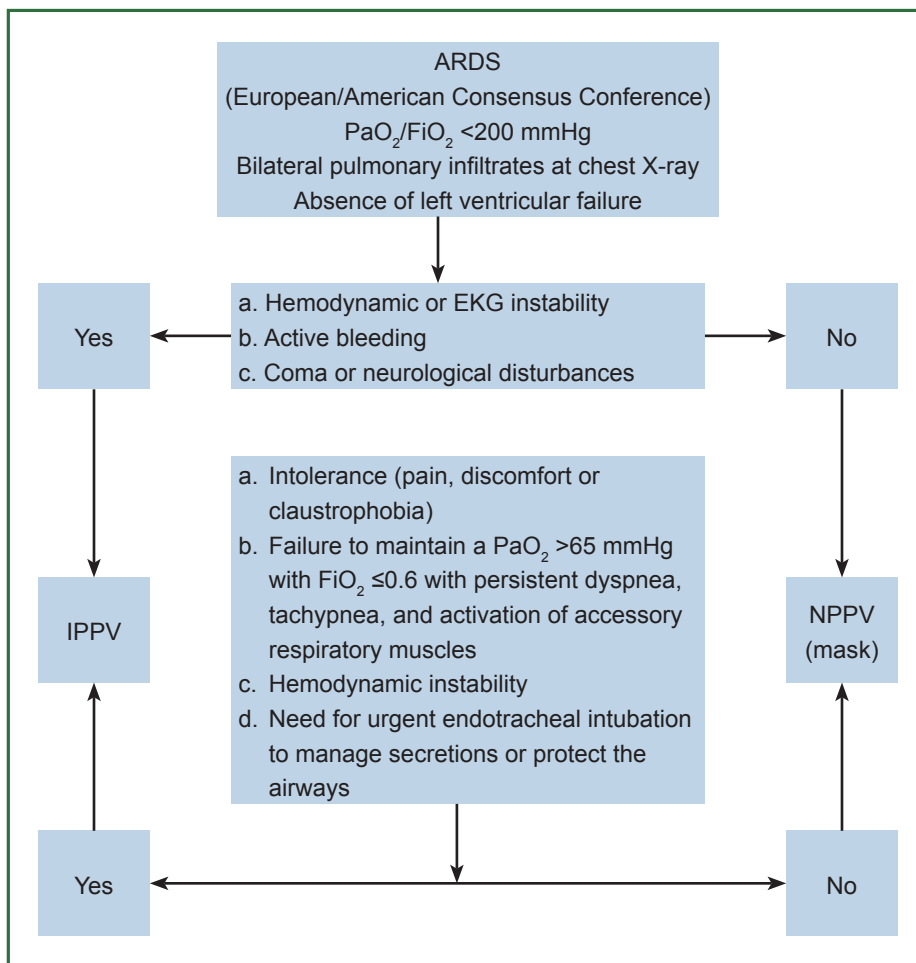 ARDS
(European/American Consensus Conference)
PaO₂/FiO₂ <200 mmHg
Bilateral pulmonary infiltrates at chest X-ray
Absence of left ventricular failure
Yes
a. Hemodynamic or EKG instability
b. Active bleeding
c. Coma or neurological disturbances
No
a. Intolerance (pain, discomfort or
claustrophobia)
b. Failure to maintain a PaO₂ >65 mmHg
with FiO₂ ≤0.6 with persistent dyspnea,
tachypnea, and activation of accessory
respiratory muscles
c. Hemodynamic instability
d. Need for urgent endotracheal intubation
to manage secretions or protect the
airways
IPPV
NPPV
(mask)
Yes
No